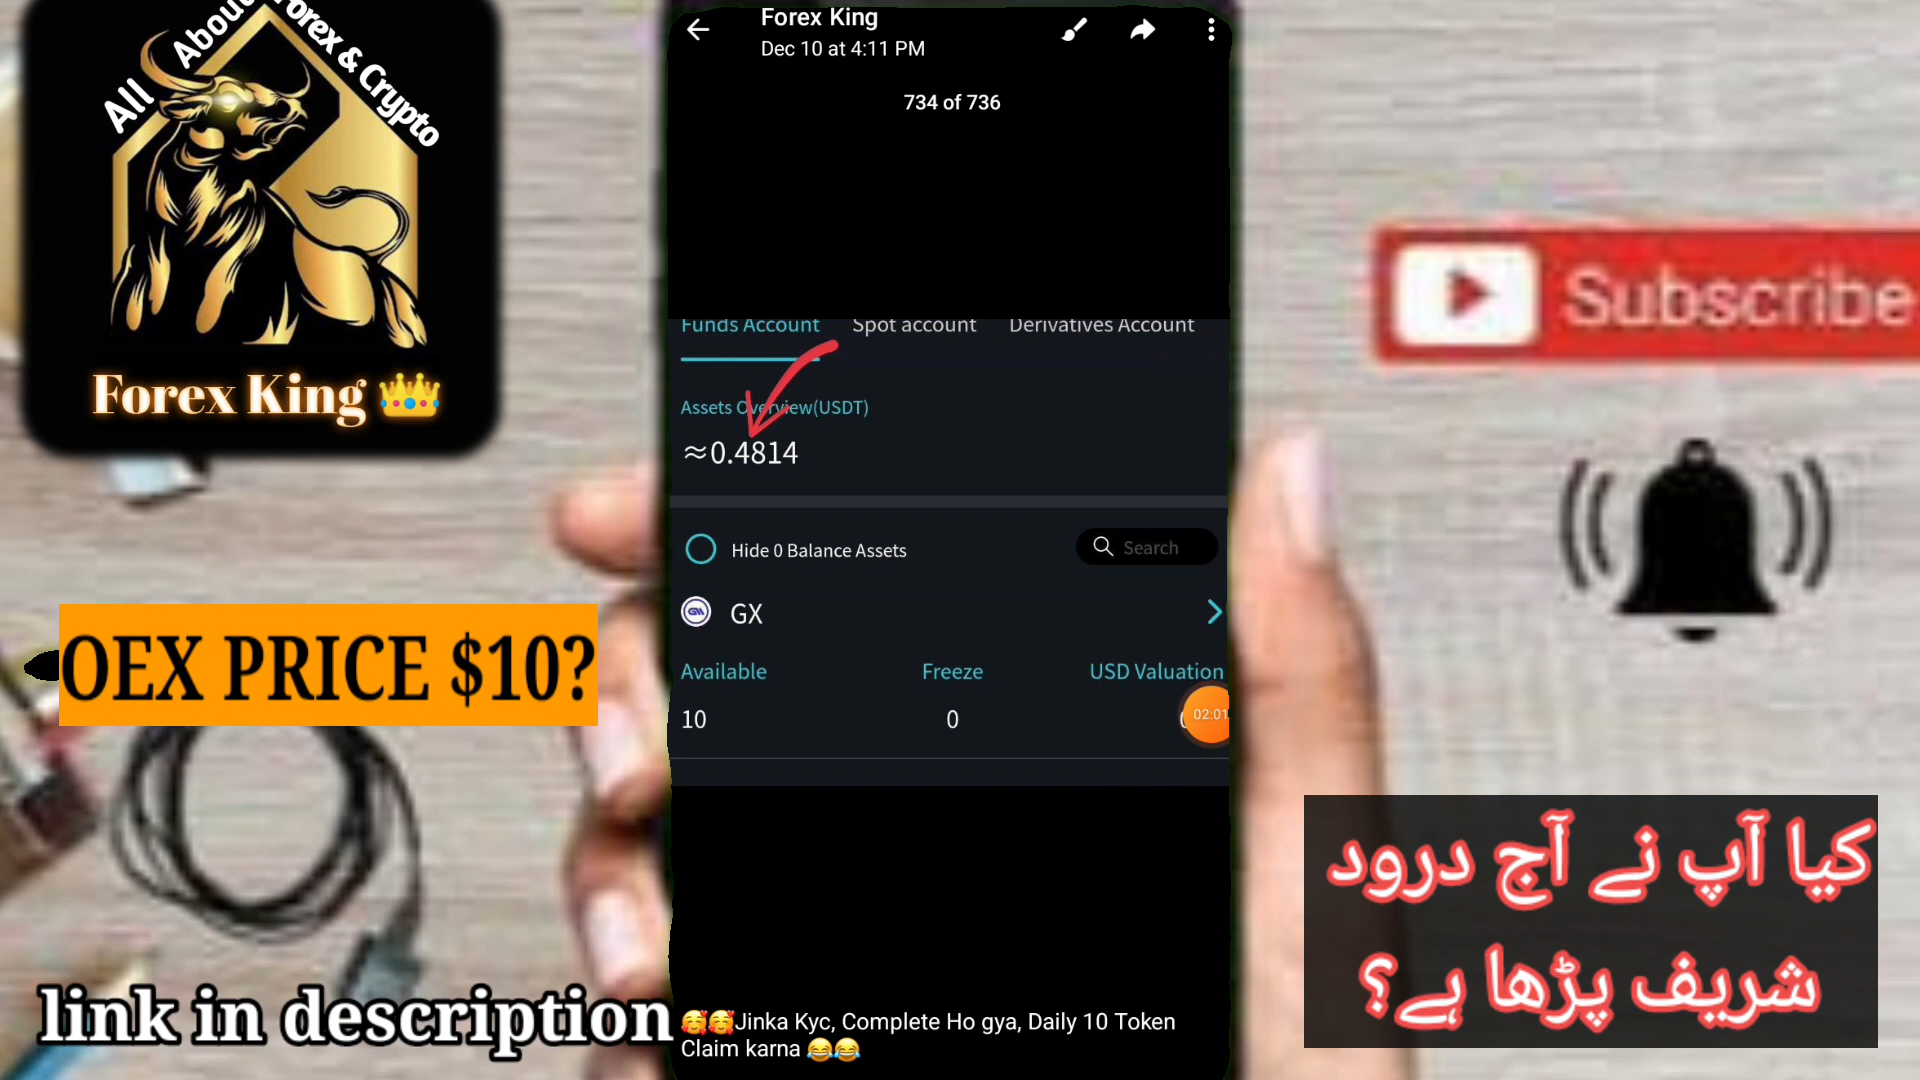 All About Forex & Crypto
Forex King 👑
OEX PRICE $10?
link in description
Forex King
Dec 10 at 4:11 PM
734 of 736
Funds Account Spot account Derivatives Account
Assets Overview(USDT)
≈0.4814
Hide 0 Balance Assets Search
GX
Available Freeze USD Valuation
10 0
02:01
🥰🥰Jinka Kyc, Complete Ho gya, Daily 10 Token
Claim karna 😂😂
Subscribe
کیا آپ نے آج درود
شریف پڑھا ہے؟